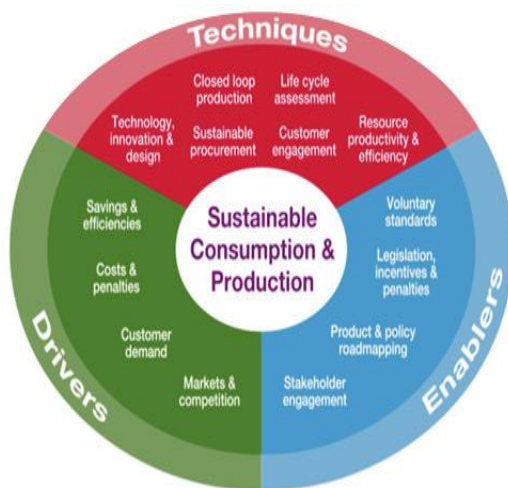 Techniques
Closed loop
production
Life cycle
assessment
Technology,
innovation &
design
Sustainable
procurement
Customer
engagement
Resource
productivity &
efficiency
Sustainable
Consumption &
Production
Savings &
efficiencies
Costs &
penalties
Customer
demand
Markets &
competition
Drivers
Voluntary
standards
Legislation,
incentives &
penalties
Product & policy
roadmapping
Stakeholder
engagement
Enablers